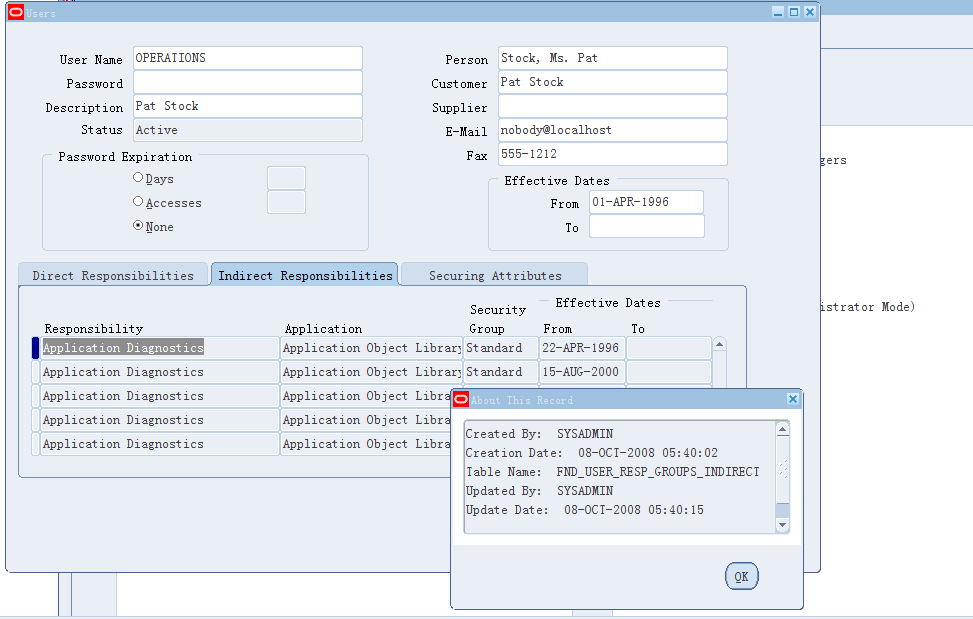 Users
User Name OPERATIONS
Password
Description Pat Stock
Status Active
Person Stock, Ms. Pat
Customer Pat Stock
Supplier
E-Mail nobody@localhost
Fax 555-1212
Password Expiration
Days
Accesses
None
Effective Dates
From 01-APR-1996
To
gers
istrator Mode)
Direct Responsibilities Indirect Responsibilities Securing Attributes
Effective Dates
Security
Responsibility Application Group From To
Application Diagnostics Application Object Library Standard 22-APR-1996
Application Diagnostics Application Object Library Standard 15-AUG-2000
Application Diagnostics Application Object Libra
Application Diagnostics Application Object Libra
Application Diagnostics Application Object Libra
About This Record
Created By: SYSADMIN
Creation Date: 08-OCT-2008 05:40:02
Table Name: FND_USER_RESP_GROUPS_INDIRECT
Updated By: SYSADMIN
Update Date: 08-OCT-2008 05:40:15
OK